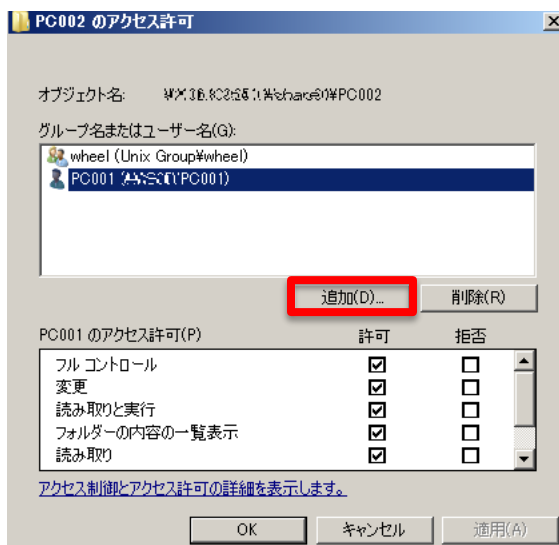 PC002 のアクセス許可
オブジェクト名: ¥PC002
グループ名またはユーザー名(G):
wheel (Unix Group¥wheel)
PC001 PC001)
追加(D)...
削除(R)
PC001 のアクセス許可(P) 許可 拒否
フル コントロール
変更
読み取りと実行
フォルダーの内容の一覧表示
読み取り
アクセス制御とアクセス許可の詳細を表示します。
OK キャンセル 適用(A)